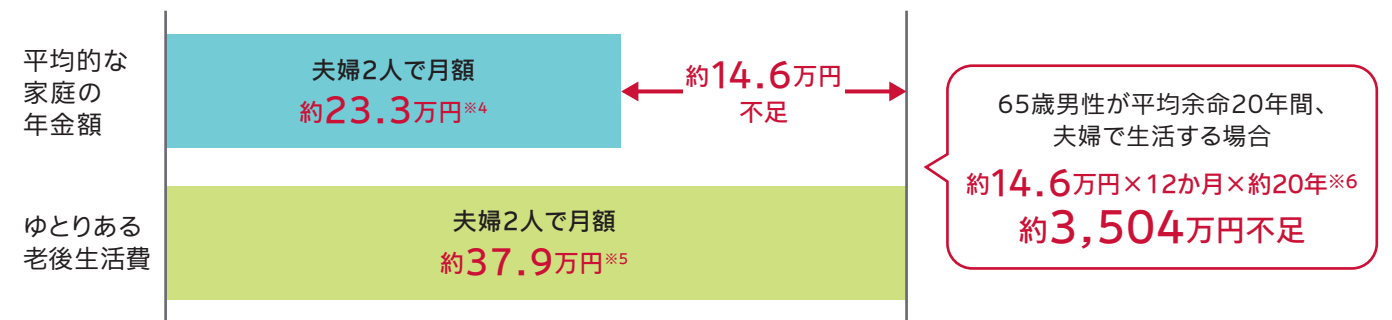 平均的な
家庭の
年金額
夫婦2人で月額
約23.3万円※4
約14.6万円
不足
ゆとりある
老後生活費
夫婦2人で月額
約37.9万円※5
65歳男性が平均余命20年間、
夫婦で生活する場合
約14.6万円×12か月×約20年※6
約3,504万円不足